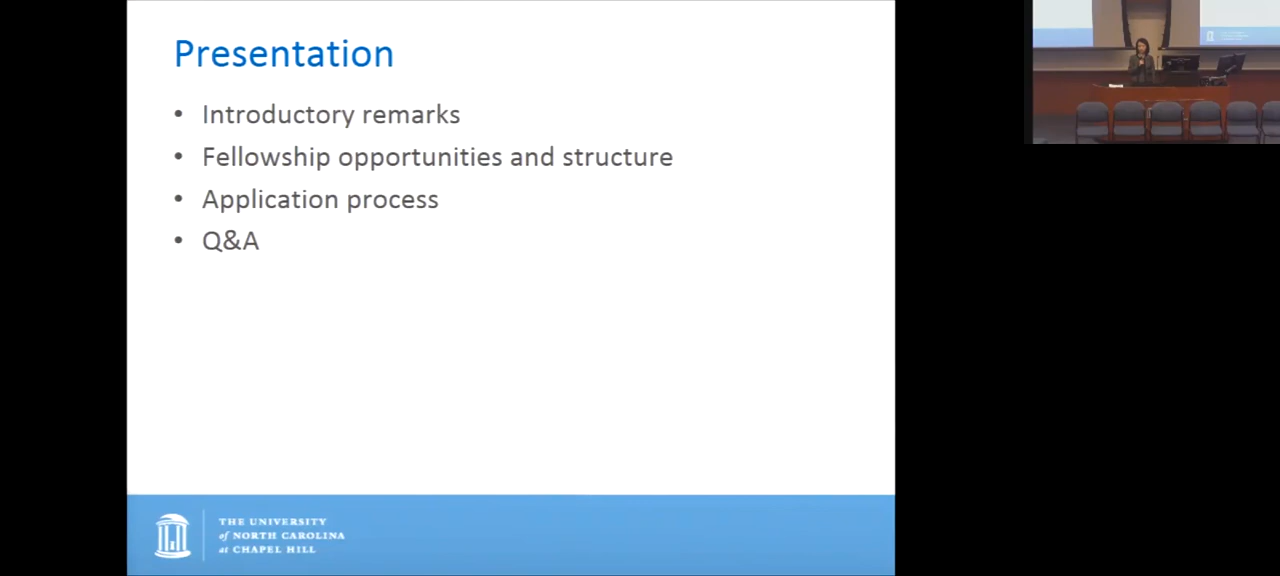 Presentation
• Introductory remarks
• Fellowship opportunities and structure
• Application process
• Q&A
THE UNIVERSITY
of NORTH CAROLINA
at CHAPEL HILL